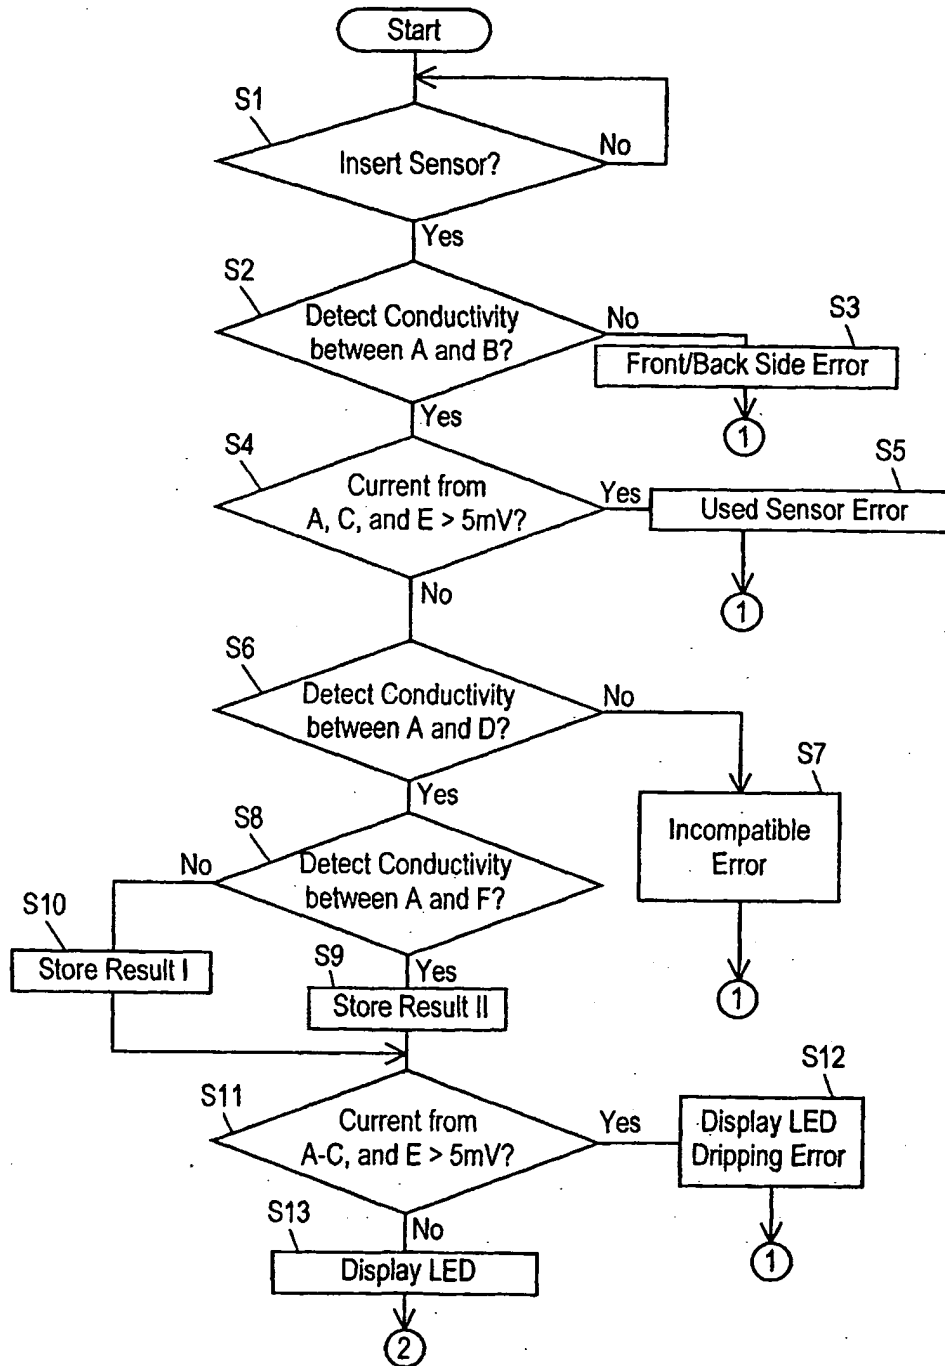 Start
S1
Insert Sensor?
No
Yes
S2
Detect Conductivity
between A and B?
No
S3
Front/Back Side Error
1
Yes
S4
Current from
A, C, and E > 5mV?
Yes
S5
Used Sensor Error
1
No
S6
Detect Conductivity
between A and D?
No
S7
Incompatible
Error
1
Yes
S8
Detect Conductivity
between A and F?
No
S10
Store Result I
S9
Yes
Store Result II
S11
Current from
A-C, and E > 5mV?
Yes
S12
Display LED
Dripping Error
1
No
S13
Display LED
2